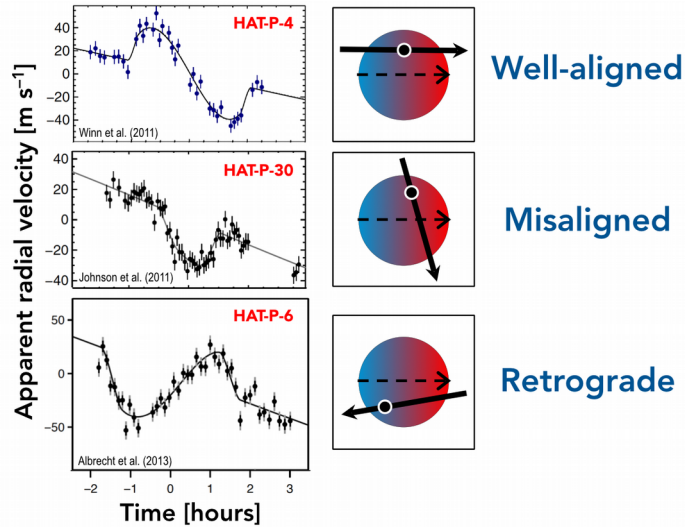 HAT-P-4
40
20
0
−20
−40
Winn et al. (2011)
Well-aligned
HAT-P-30
40
20
0
−20
−40
Johnson et al. (2011)
Misaligned
HAT-P-6
50
0
−50
Albrecht et al. (2013)
Retrograde
Apparent radial velocity [m s⁻¹]
−2 −1 0 1 2 3
Time [hours]